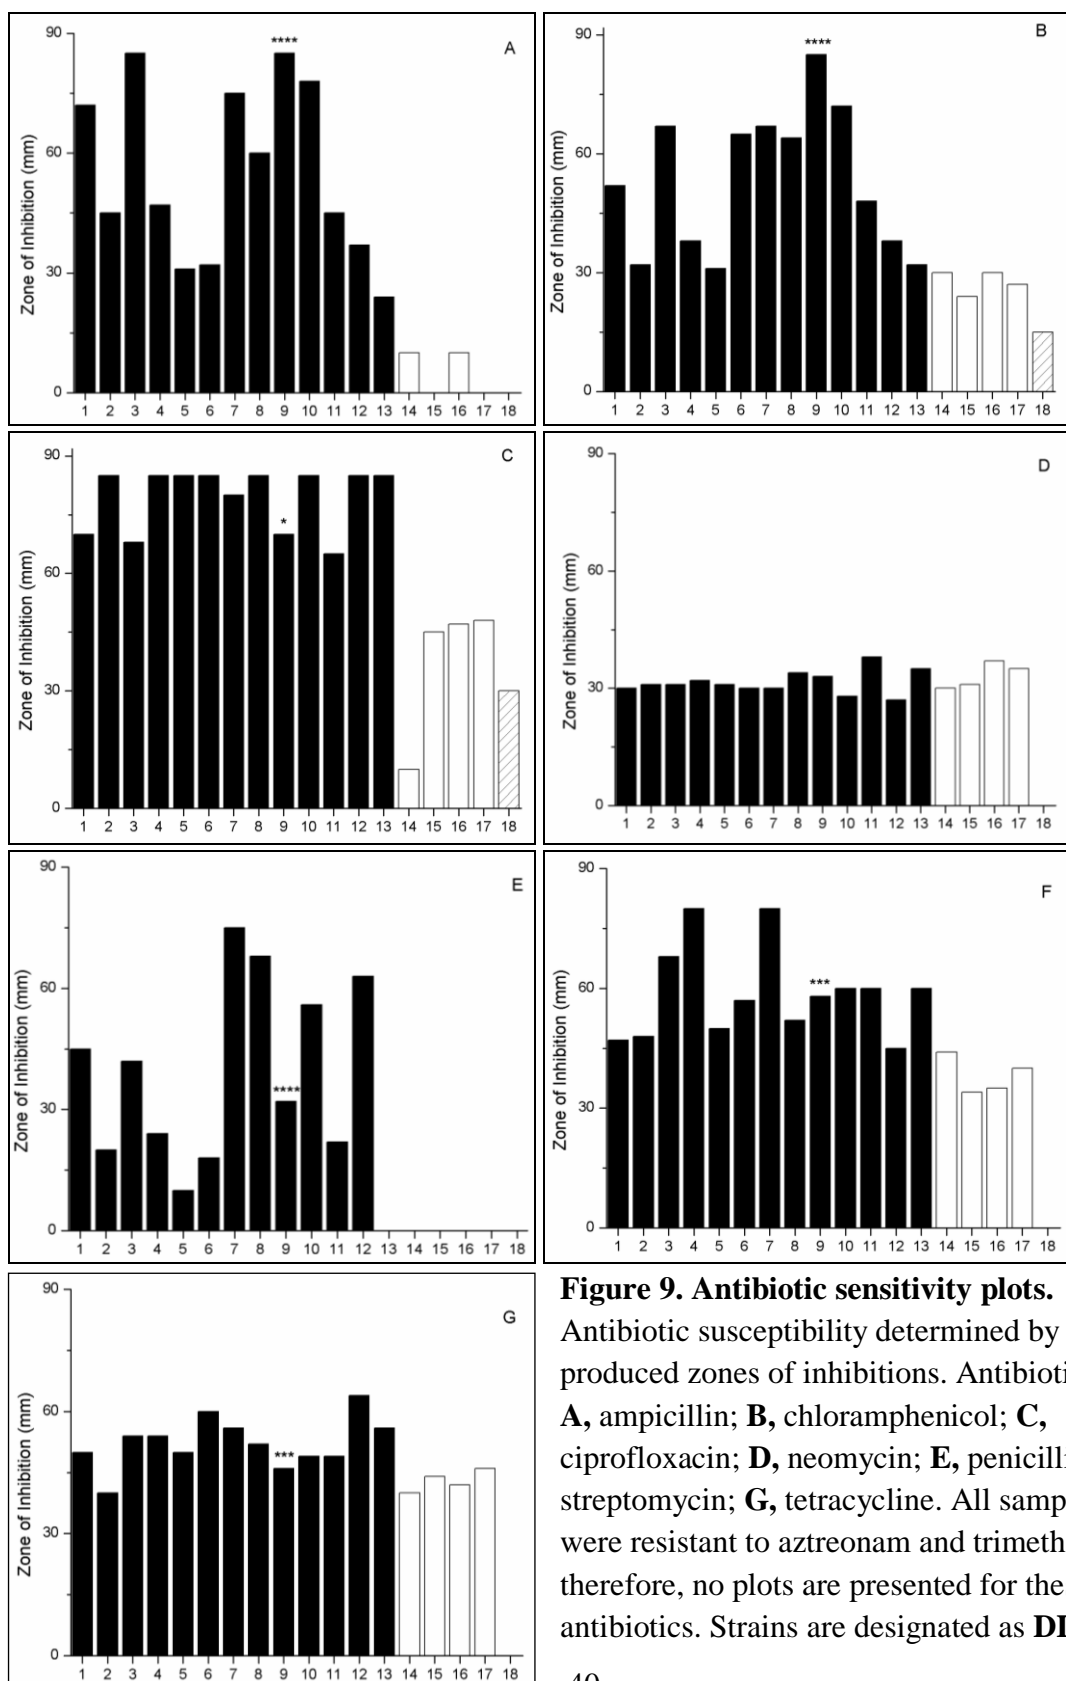 A
****
90
60
30
0
Zone of Inhibition (mm)
1 2 3 4 5 6 7 8 9 10 11 12 13 14 15 16 17 18
B
****
90
60
30
0
Zone of Inhibition (mm)
1 2 3 4 5 6 7 8 9 10 11 12 13 14 15 16 17 18
C
*
90
60
30
0
Zone of Inhibition (mm)
1 2 3 4 5 6 7 8 9 10 11 12 13 14 15 16 17 18
D
90
60
30
0
Zone of Inhibition (mm)
1 2 3 4 5 6 7 8 9 10 11 12 13 14 15 16 17 18
E
****
90
60
30
0
Zone of Inhibition (mm)
1 2 3 4 5 6 7 8 9 10 11 12 13 14 15 16 17 18
F
***
90
60
30
0
Zone of Inhibition (mm)
1 2 3 4 5 6 7 8 9 10 11 12 13 14 15 16 17 18
G
***
90
60
30
0
Zone of Inhibition (mm)
1 2 3 4 5 6 7 8 9 10 11 12 13 14 15 16 17 18
Figure 9. Antibiotic sensitivity plots.
Antibiotic susceptibility determined by
produced zones of inhibitions. Antibioti
A, ampicillin; B, chloramphenicol; C,
ciprofloxacin; D, neomycin; E, penicilli
streptomycin; G, tetracycline. All samp
were resistant to aztreonam and trimeth
therefore, no plots are presented for the
antibiotics. Strains are designated as